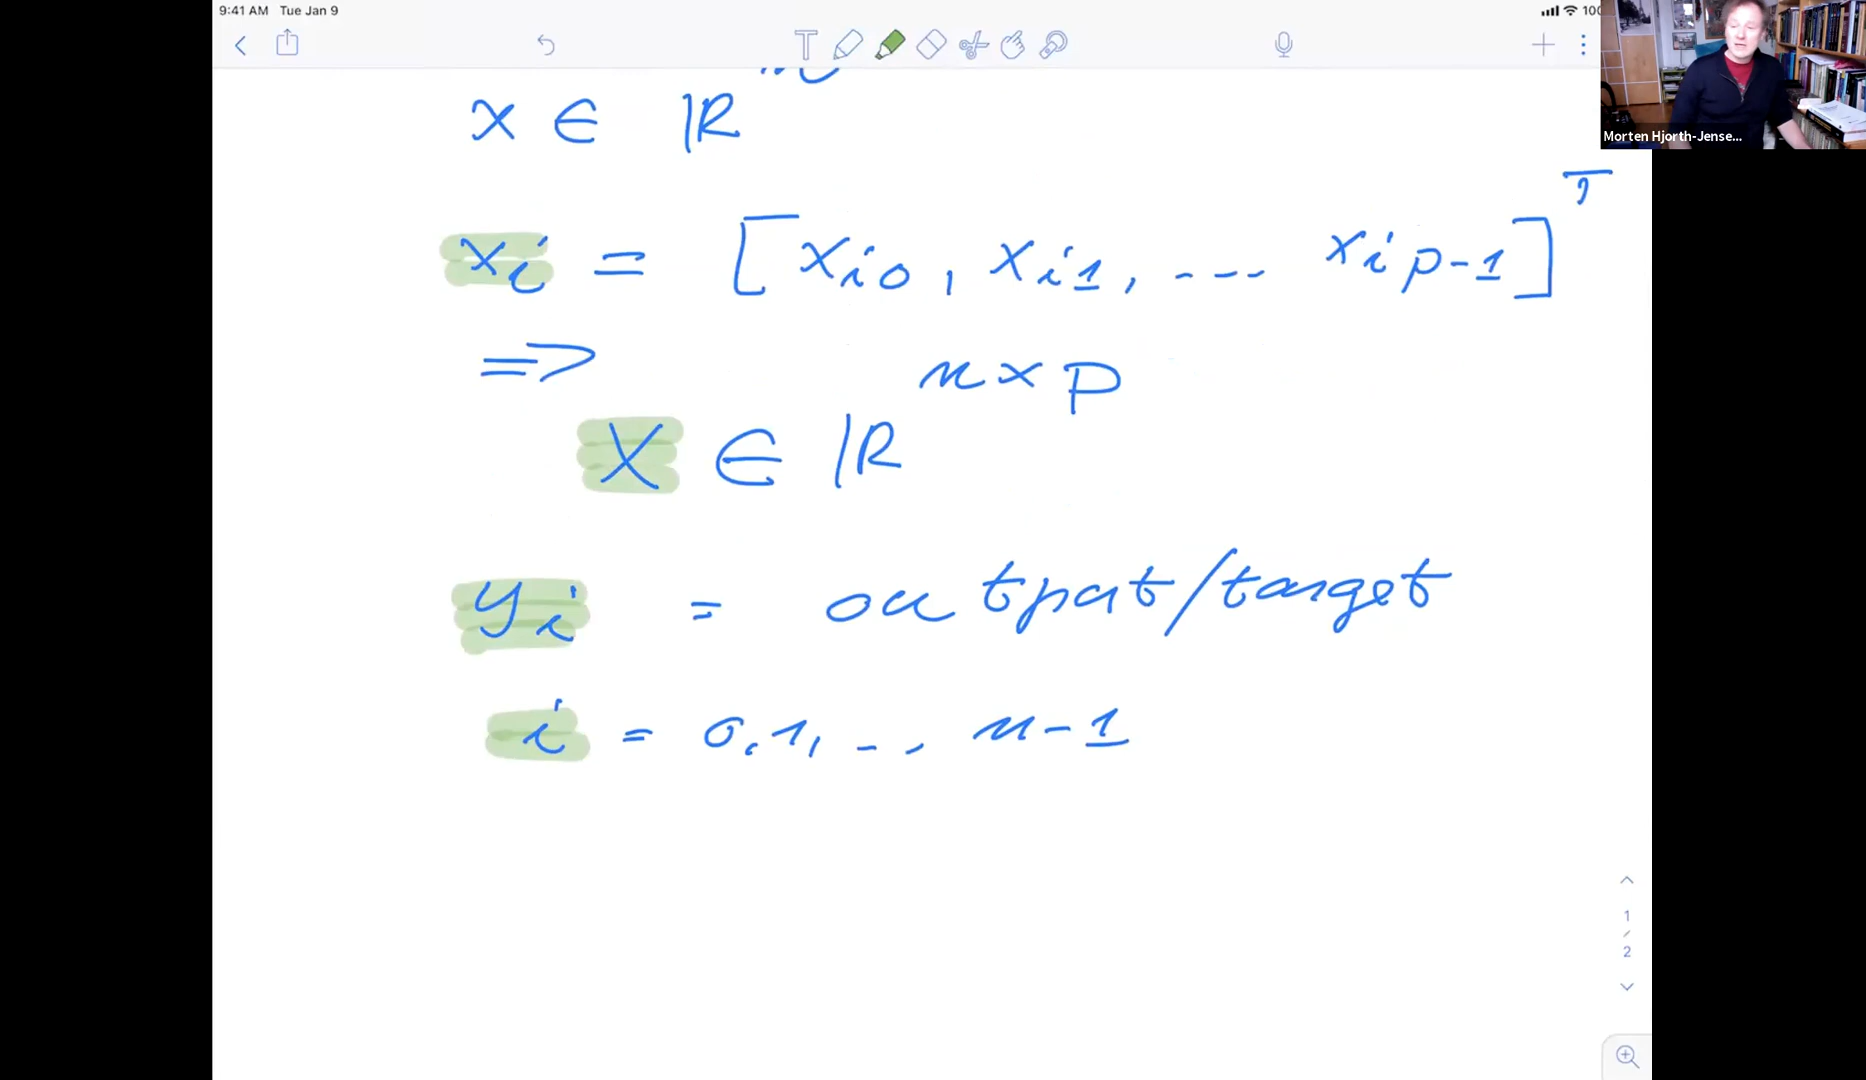 9:41 AM Tue Jan 9
Morten Hjorth-Jense...
x ∈ ℝ
xᵢ = [xᵢ₀, xᵢ₁, --- xᵢ p-1]ᵀ
=> n × p
X ∈ ℝ
yᵢ = output/target
i = 0, 1, -- n-1
1
/
2